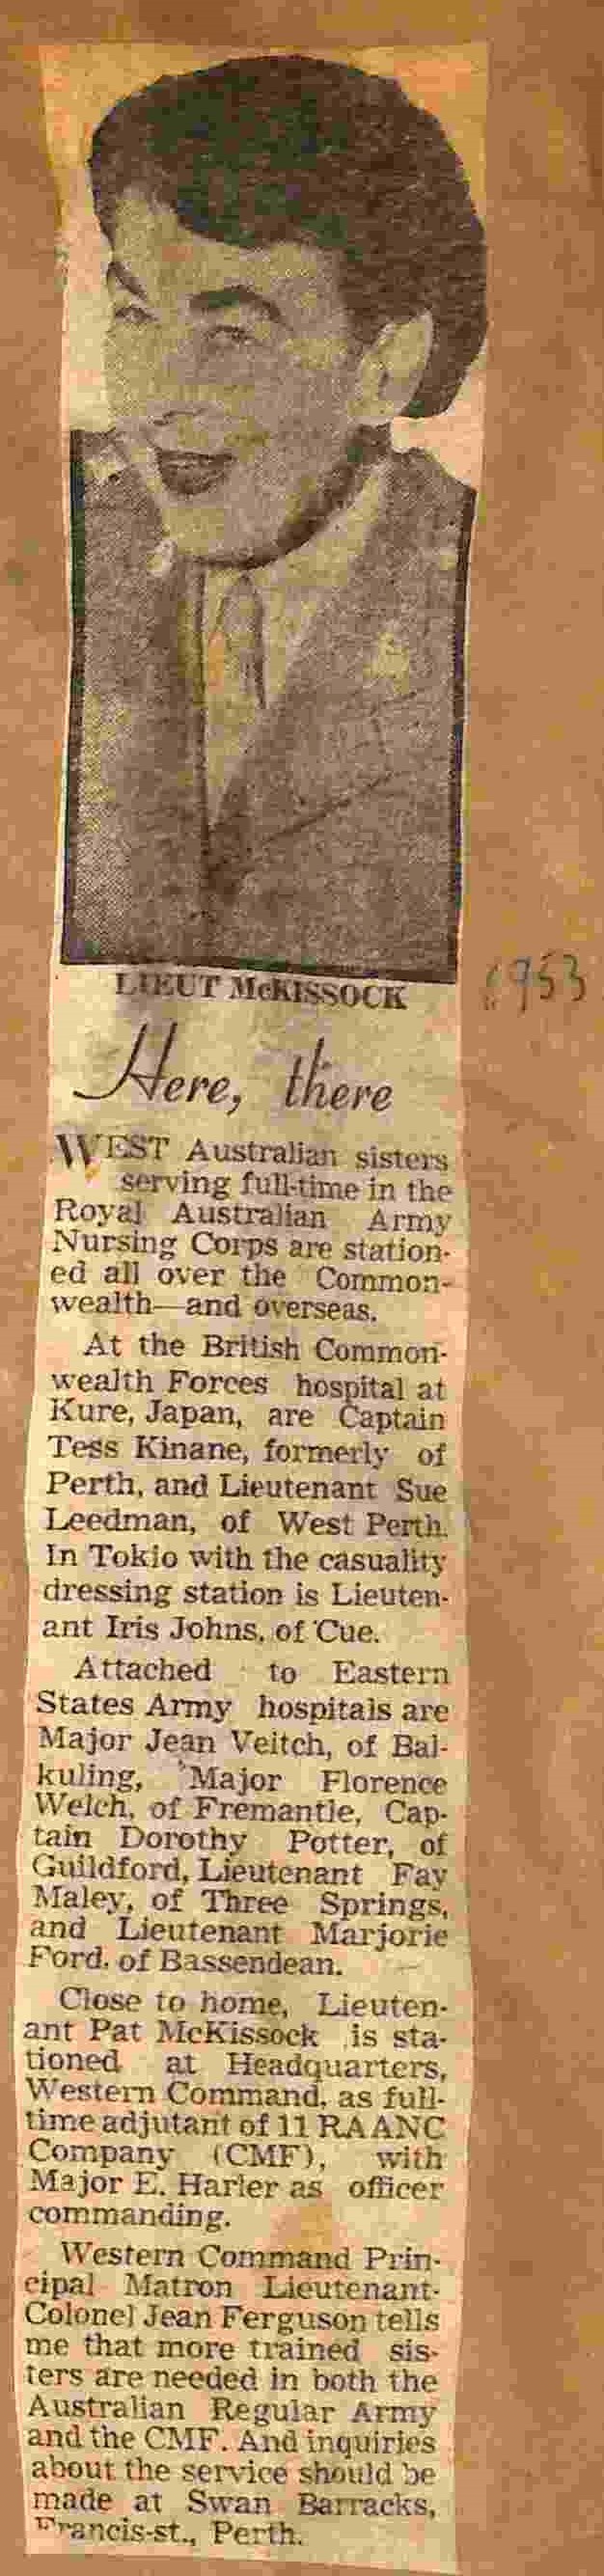 LIEUT McKISSOCK
1953
Here, there
WEST Australian sisters
serving full-time in the
Royal Australian Army
Nursing Corps are station-
ed all over the Common-
wealth—and overseas.
At the British Common-
wealth Forces hospital at
Kure, Japan, are Captain
Tess Kinane, formerly of
Perth, and Lieutenant Sue
Leedman, of West Perth.
In Tokio with the casuality
dressing station is Lieuten-
ant Iris Johns, of Cue.
Attached to Eastern
States Army hospitals are
Major Jean Veitch, of Bal-
kuling, Major Florence
Welch, of Fremantle, Cap-
tain Dorothy Potter, of
Guildford, Lieutenant Fay
Maley, of Three Springs,
and Lieutenant Marjorie
Ford, of Bassendean.
Close to home, Lieuten-
ant Pat McKissock is sta-
tioned at Headquarters,
Western Command, as full-
time adjutant of 11 RAANC
Company (CMF), with
Major E. Harler as officer
commanding.
Western Command Prin-
cipal Matron Lieutenant-
Colonel Jean Ferguson tells
me that more trained sis-
ters are needed in both the
Australian Regular Army
and the CMF. And inquiries
about the service should be
made at Swan Barracks,
Francis-st., Perth.